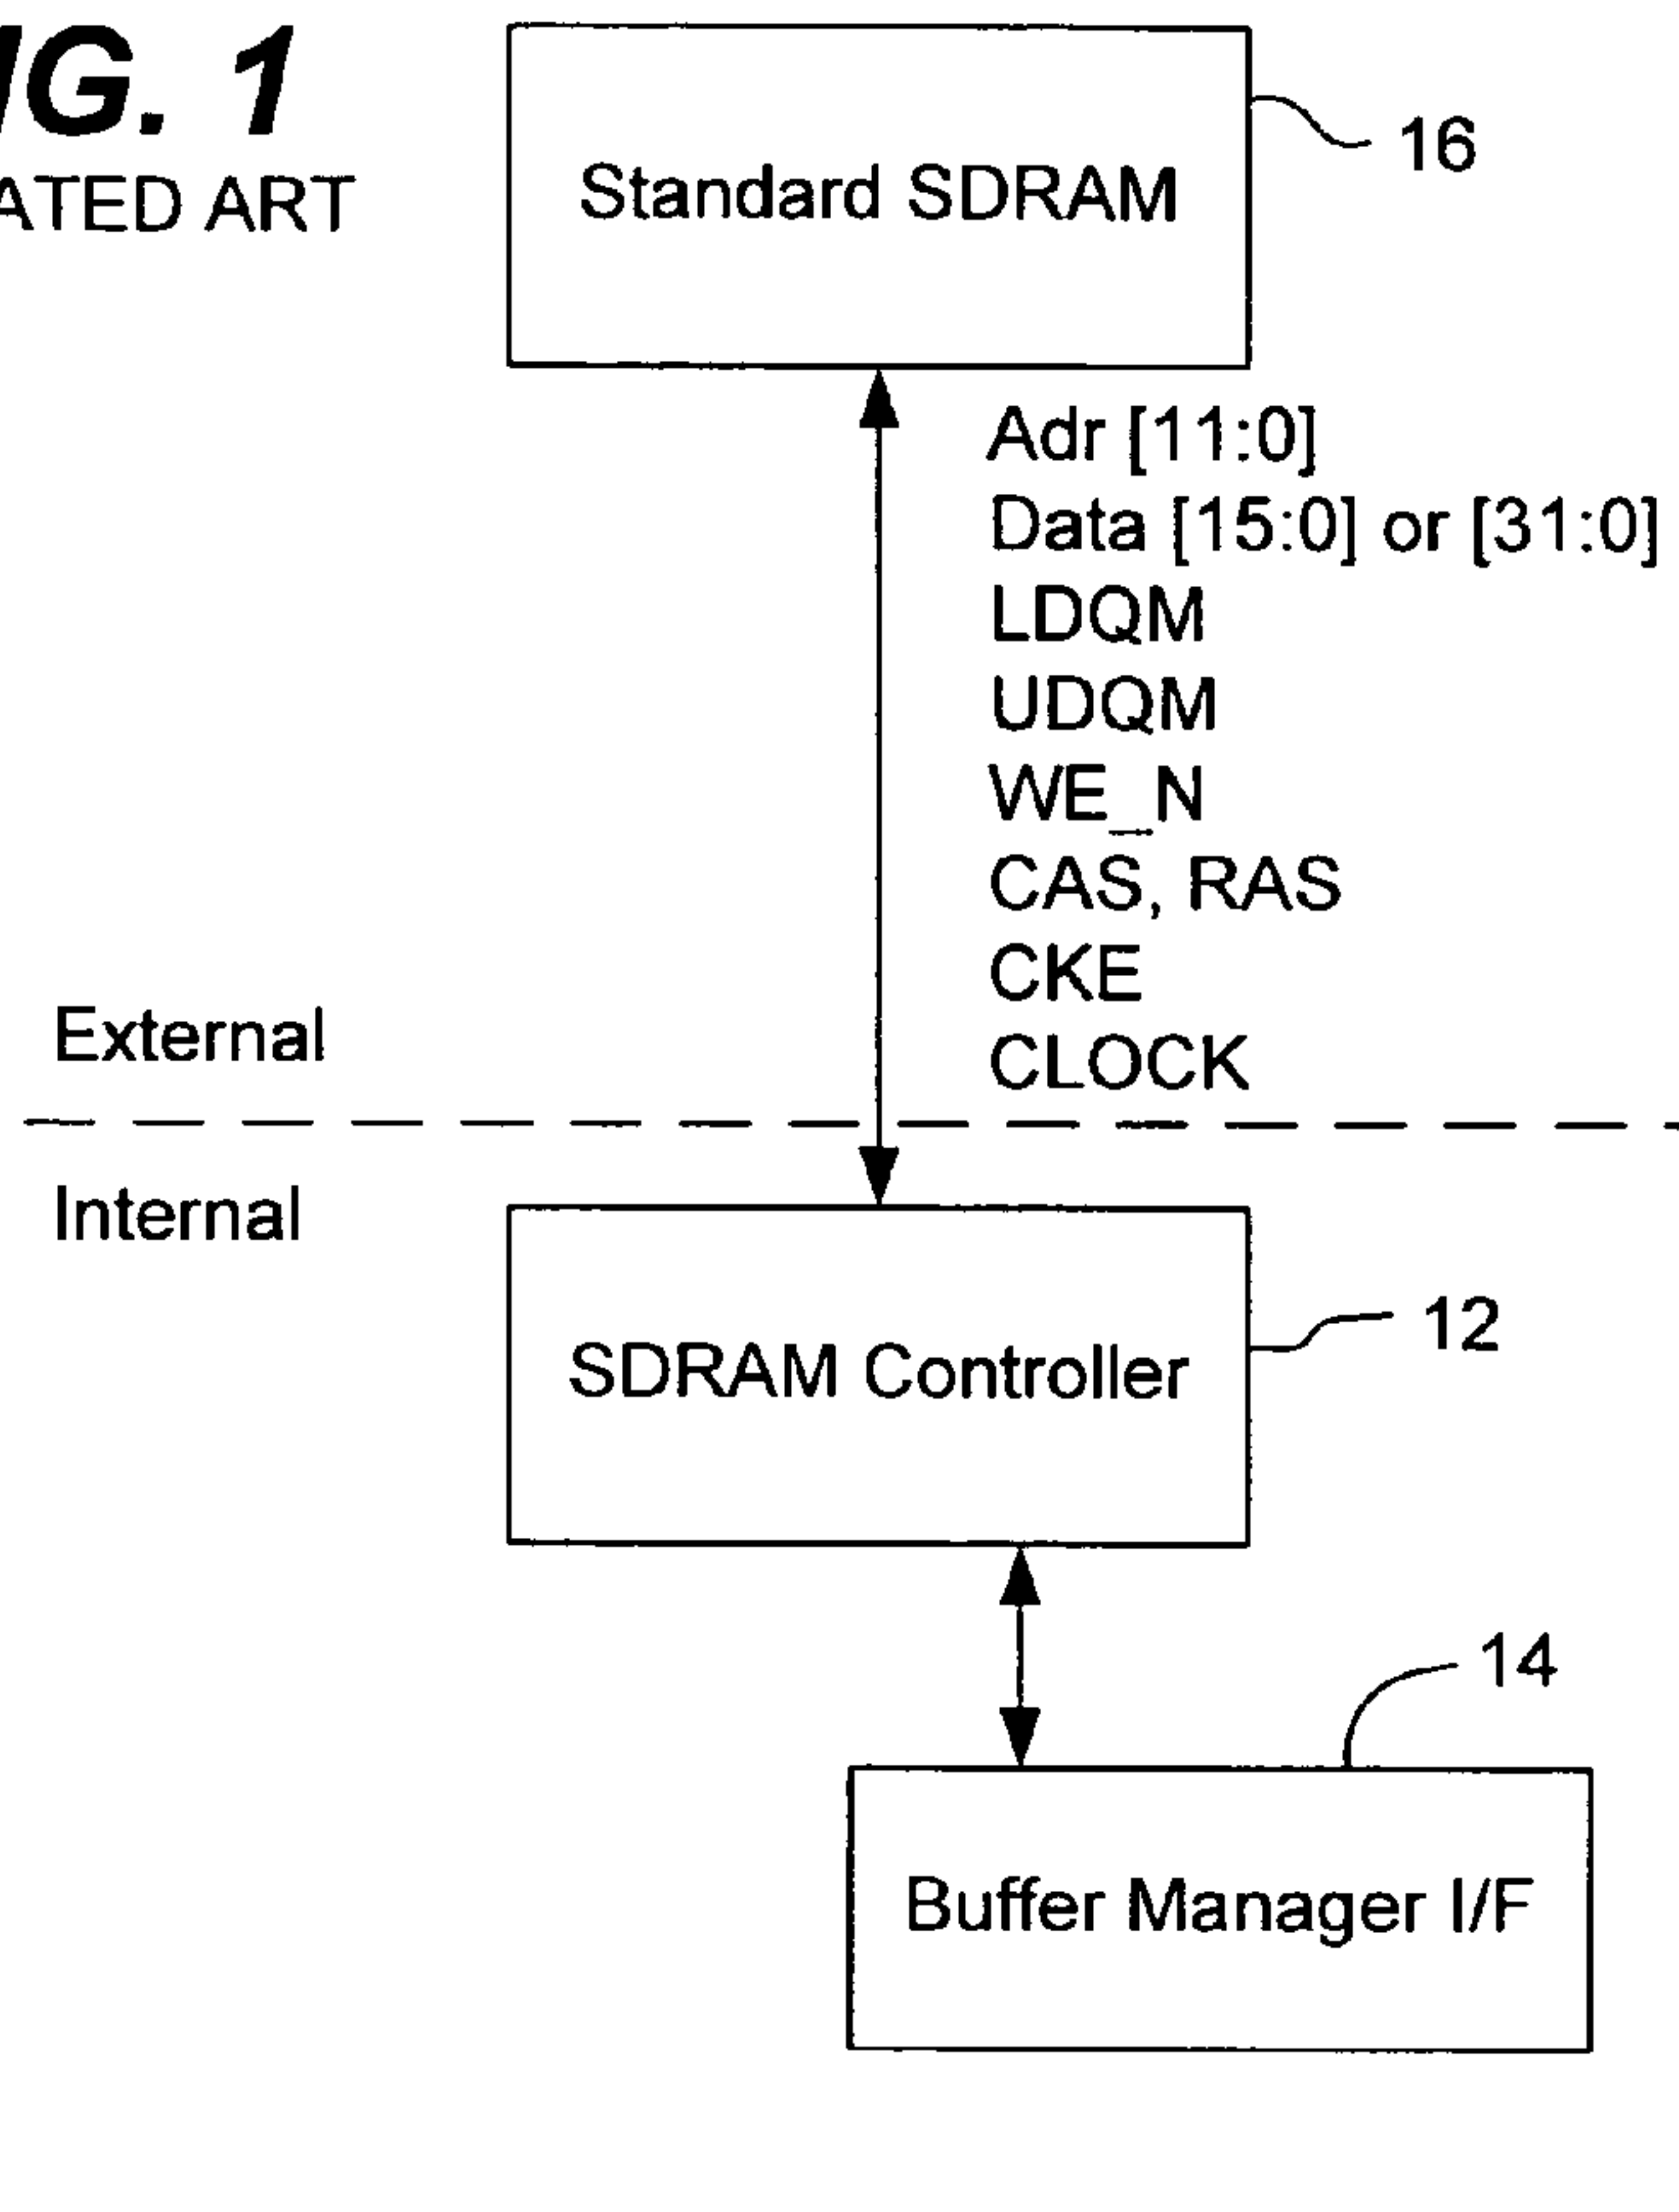 IG. 1
ATED ART
Standard SDRAM
16
Adr [11:0]
Data [15:0] or [31:0]
LDQM
UDQM
WE_N
CAS, RAS
CKE
CLOCK
External
Internal
SDRAM Controller
12
14
Buffer Manager I/F